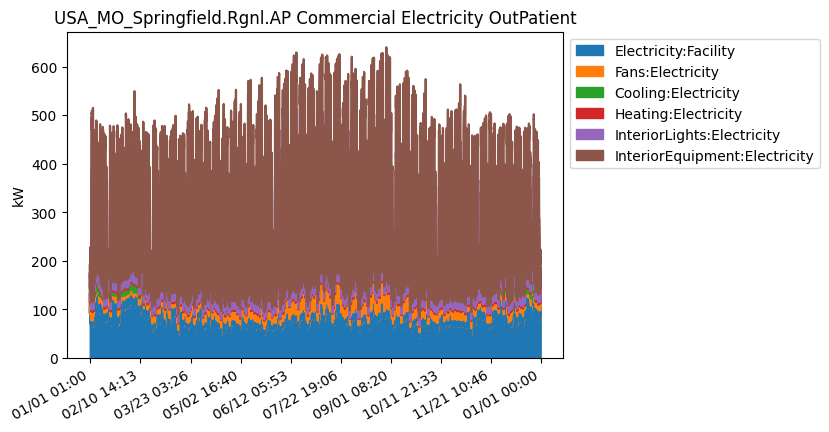 USA_MO_Springfield.Rgnl.AP Commercial Electricity OutPatient
Electricity:Facility
Fans:Electricity
Cooling:Electricity
Heating:Electricity
InteriorLights:Electricity
InteriorEquipment:Electricity
kW
600
500
400
300
200
100
0
01/01 01:00
02/10 14:13
03/23 03:26
05/02 16:40
06/12 05:53
07/22 19:06
09/01 08:20
10/11 21:33
11/21 10:46
01/01 00:00